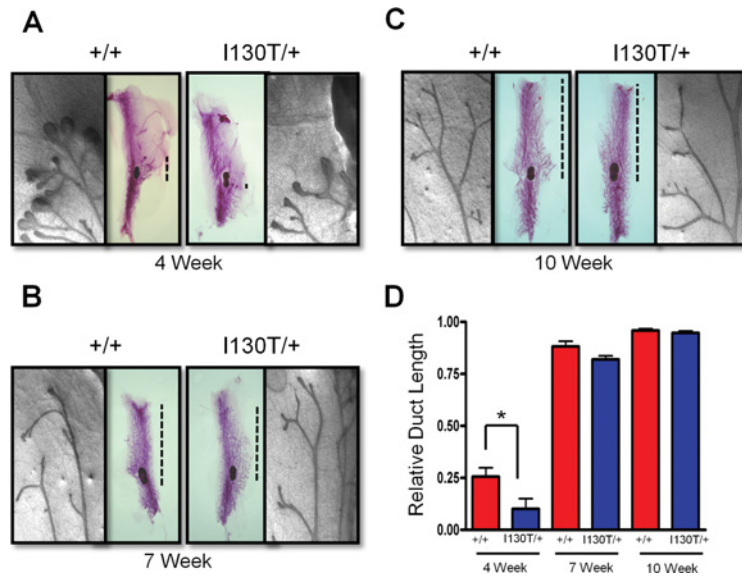 A
+/+ I130T/+
4 Week
B
+/+ I130T/+
7 Week
C
+/+ I130T/+
10 Week
D
Relative Duct Length
1.00
0.75
0.50
0.25
0.00
*
+/+ I130T/+ +/+ I130T/+ +/+ I130T/+
4 Week 7 Week 10 Week